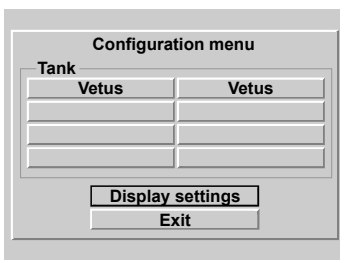 Configuration menu
Tank
Vetus Vetus
Display settings
Exit